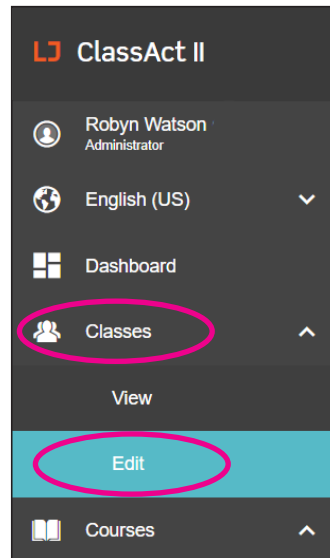 LJ ClassAct II
Robyn Watson
Administrator
English (US)
Dashboard
Classes
View
Edit
Courses